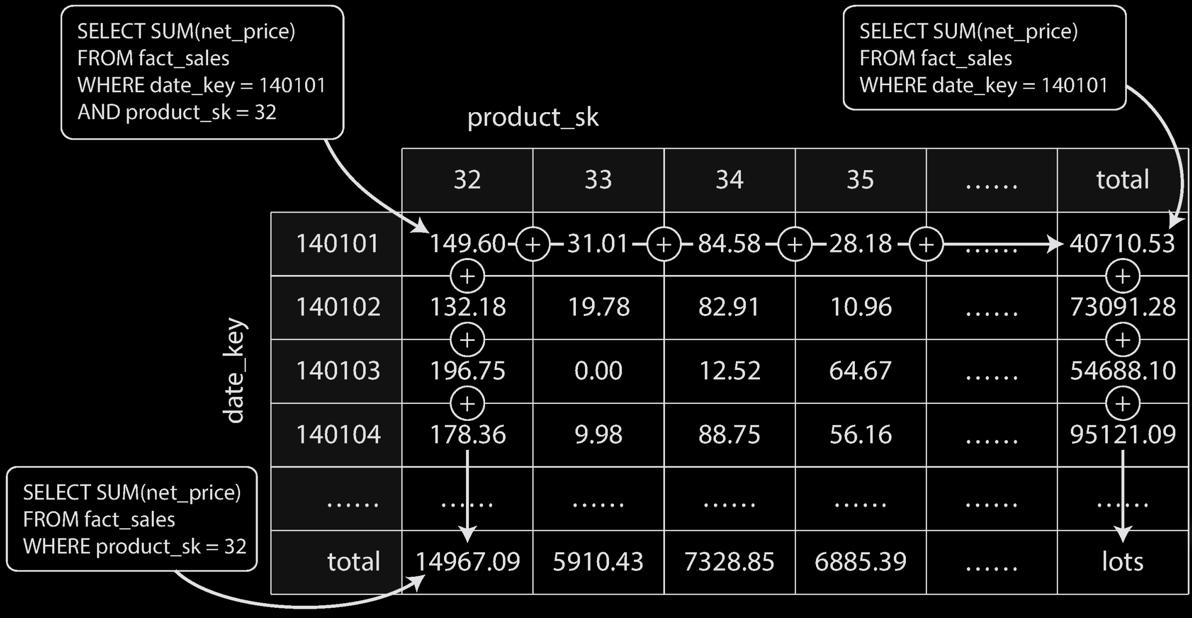 SELECT SUM(net_price)
FROM fact_sales
WHERE date_key = 140101
AND product_sk = 32
SELECT SUM(net_price)
FROM fact_sales
WHERE date_key = 140101
product_sk
32 33 34 35 ...... total
date_key
140101 149.60 + 31.01 + 84.58 + 28.18 + ...... 40710.53
+ +
140102 132.18 19.78 82.91 10.96 ...... 73091.28
+ +
140103 196.75 0.00 12.52 64.67 ...... 54688.10
+ +
140104 178.36 9.98 88.75 56.16 ...... 95121.09
...... ...... ...... ...... ...... ...... ......
total 14967.09 5910.43 7328.85 6885.39 ...... lots
SELECT SUM(net_price)
FROM fact_sales
WHERE product_sk = 32